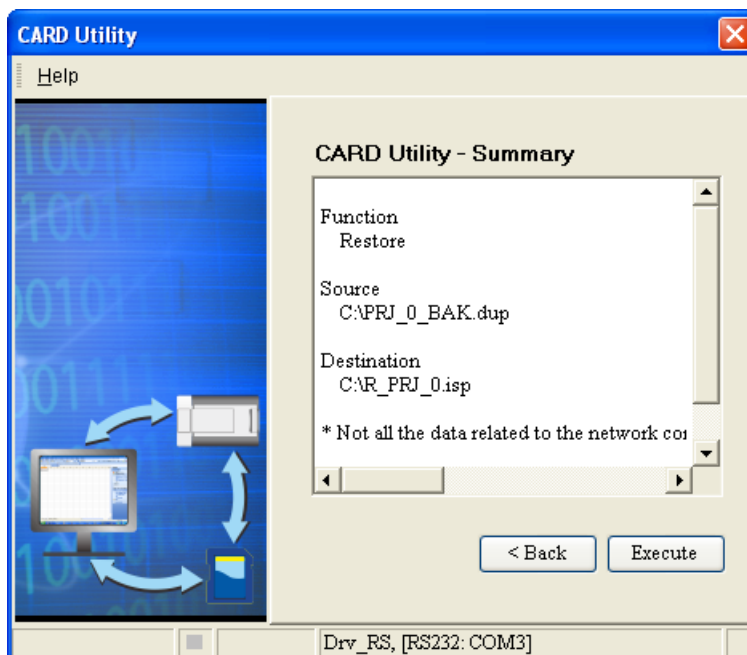 CARD Utility
Help
CARD Utility - Summary
Function
Restore
Source
C:\PRJ_0_BAK.dup
Destination
C:\R_PRJ_0.isp
* Not all the data related to the network
< Back
Execute
Drv_RS, [RS232: COM3]